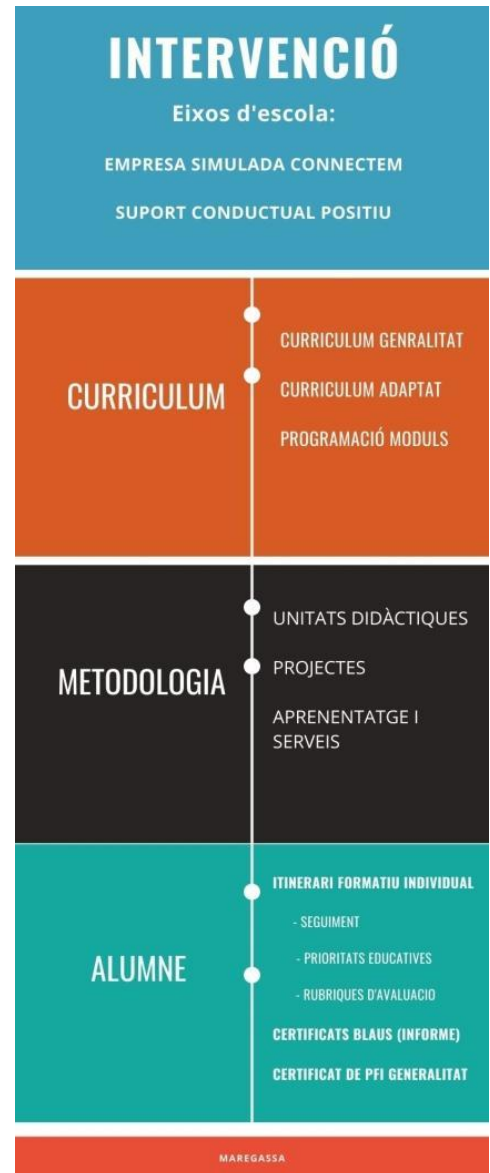 INTERVENCIÓ
Eixos d'escola:
EMPRESA SIMULADA CONNECTEM
SUPORT CONDUCTUAL POSITIU
CURRICULUM
CURRICULUM GENRALITAT
CURRICULUM ADAPTAT
PROGRAMACIÓ MODULS
METODOLOGIA
UNITATS DIDÀCTIQUES
PROJECTES
APRENENTATGE I
SERVEIS
ALUMNE
ITINERARI FORMATIU INDIVIDUAL
- SEGUIMENT
- PRIORITATS EDUCATIVES
- RUBRIQUES D'AVALUACIO
CERTIFICATS BLAUS (INFORME)
CERTIFICAT DE PFI GENERALITAT
MAREGASSA